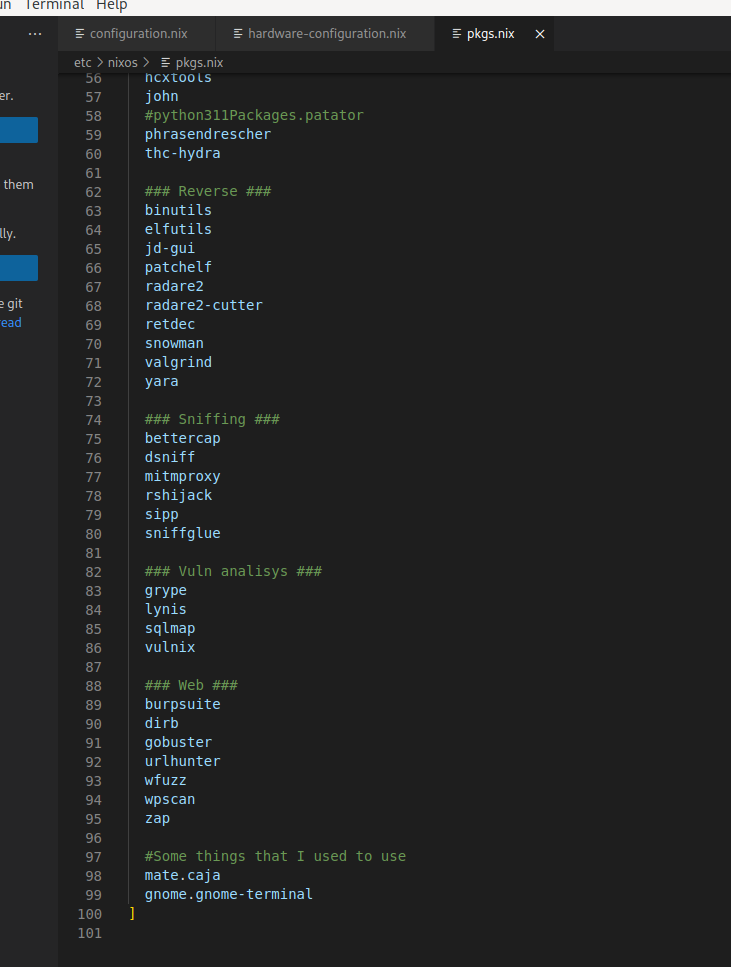 Terminal Help
configuration.nix hardware-configuration.nix pkgs.nix
etc > nixos > pkgs.nix
56 hcxtools
57 john
58 #python311Packages.patator
59 phrasendrescher
60 thc-hydra
61
62 ### Reverse ###
63 binutils
64 elfutils
65 jd-gui
66 patchelf
67 radare2
68 radare2-cutter
69 retdec
70 snowman
71 valgrind
72 yara
73
74 ### Sniffing ###
75 bettercap
76 dsniff
77 mitmproxy
78 rshijack
79 sipp
80 sniffglue
81
82 ### Vuln analisys ###
83 grype
84 lynis
85 sqlmap
86 vulnix
87
88 ### Web ###
89 burpsuite
90 dirb
91 gobuster
92 urlhunter
93 wfuzz
94 wpscan
95 zap
96
97 #Some things that I used to use
98 mate.caja
99 gnome.gnome-terminal
100 ]
101
er.
them
lly.
e git
read